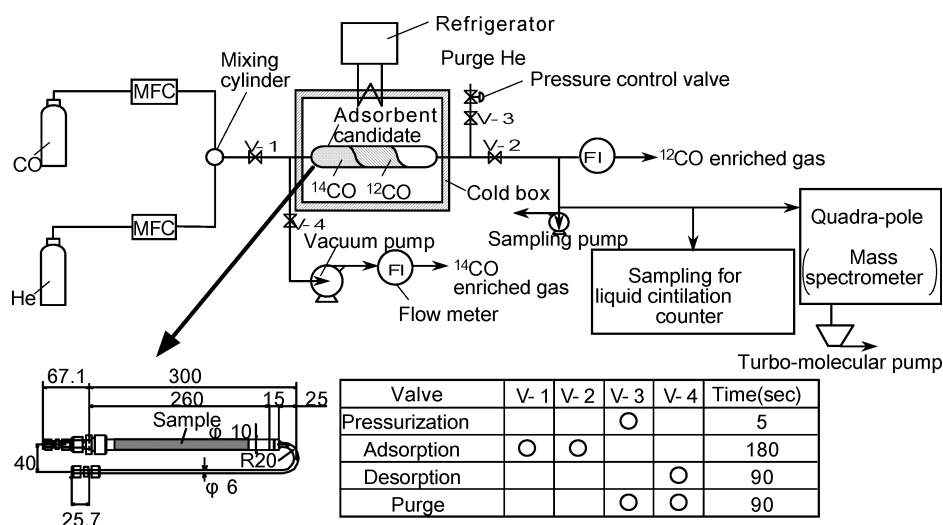 Refrigerator
Purge He
Pressure control valve
V-3
Mixing
cylinder
MFC
CO
V-1
Adsorbent
candidate
14CO
12CO
V-2
FI
12CO enriched gas
Cold box
MFC
He
V-4
Vacuum pump
FI
14CO
enriched gas
Flow meter
Sampling pump
Sampling for
liquid cintilation
counter
Quadra-pole
(Mass
spectrometer)
Turbo-molecular pump
67.1
300
260
15
25
Sample
φ 10
R20
40
φ 6
25.7
Valve V-1 V-2 V-3 V-4 Time(sec)
Pressurization ○ 5
Adsorption ○ ○ 180
Desorption ○ 90
Purge ○ ○ 90